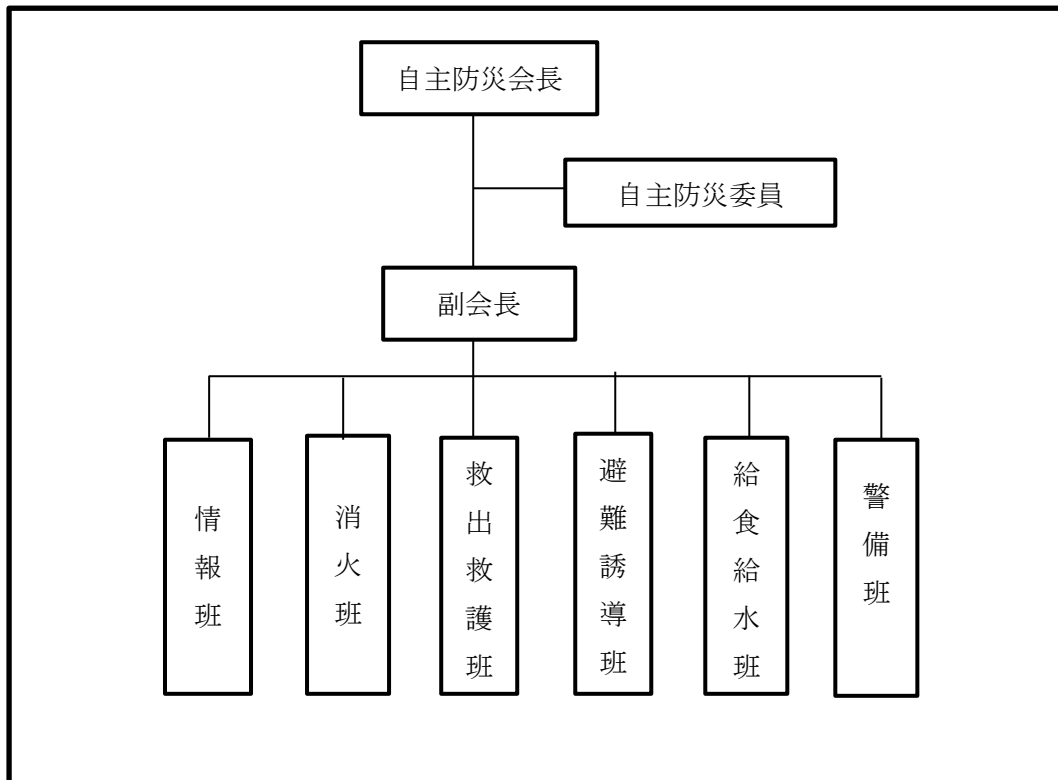 自主防災会長
自主防災委員
副会長
情報班
消火班
救出救護班
避難誘導班
給食給水班
警備班